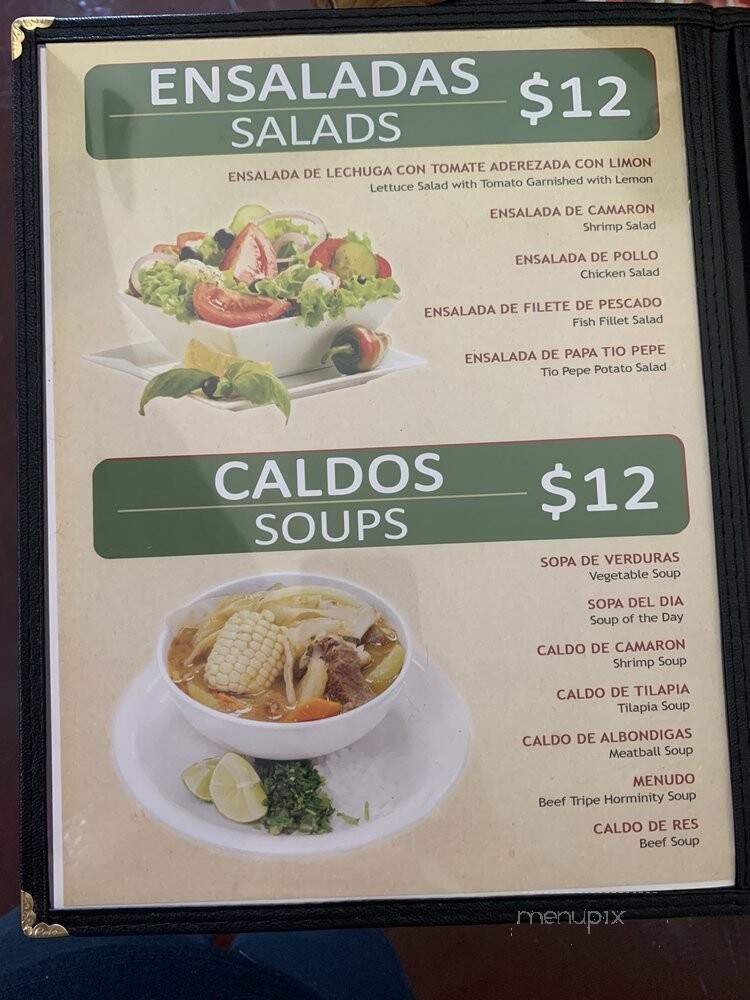 ENSALADAS
SALADS
$12
ENSALADA DE LECHUGA CON TOMATE ADEREZADA CON LIMON
Lettuce Salad with Tomato Garnished with Lemon
ENSALADA DE CAMARON
Shrimp Salad
ENSALADA DE POLLO
Chicken Salad
ENSALADA DE FILETE DE PESCADO
Fish Fillet Salad
ENSALADA DE PAPA TIO PEPE
Tio Pepe Potato Salad
CALDOS
SOUPS
$12
SOPA DE VERDURAS
Vegetable Soup
SOPA DEL DIA
Soup of the Day
CALDO DE CAMARON
Shrimp Soup
CALDO DE TILAPIA
Tilapia Soup
CALDO DE ALBONDIGAS
Meatball Soup
MENUDO
Beef Tripe Horminity Soup
CALDO DE RES
Beef Soup
menupix